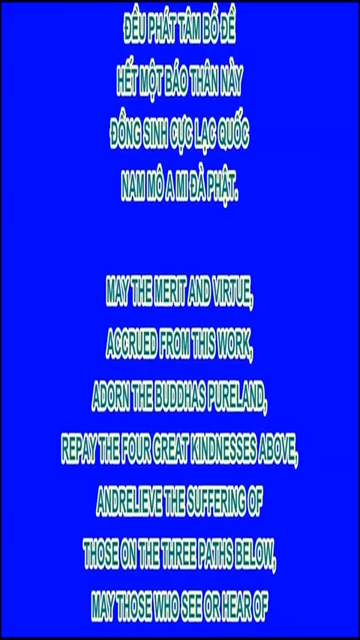 ĐỀU PHÁT TÂM BỒ ĐỀ
HẾT MỘT BÁO THÂN NÀY
ĐỒNG SINH CỰC LẠC QUỐC
NAM MÔ A MI ĐÀ PHẬT.
MAY THE MERIT AND VIRTUE,
ACCRUED FROM THIS WORK,
ADORN THE BUDDHAS PURELAND,
REPAY THE FOUR GREAT KINDNESSES ABOVE,
ANDRELIEVE THE SUFFERING OF
THOSE ON THE THREE PATHS BELOW,
MAY THOSE WHO SEE OR HEAR OF